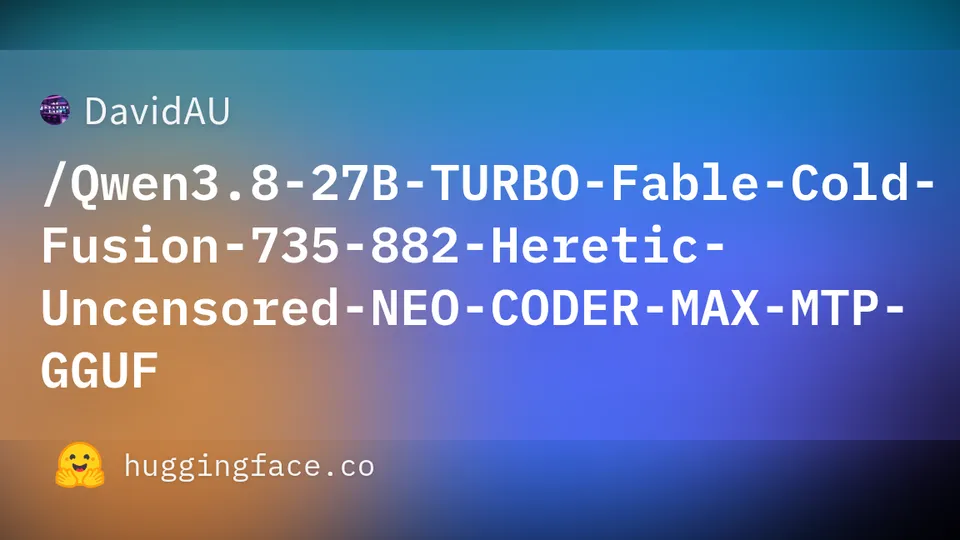 DavidAU
/Qwen3.8-27B-TURBO-Fable-Cold-
Fusion-735-882-Heretic-
Uncensored-NEO-CODER-MAX-MTP-
GGUF
huggingface.co